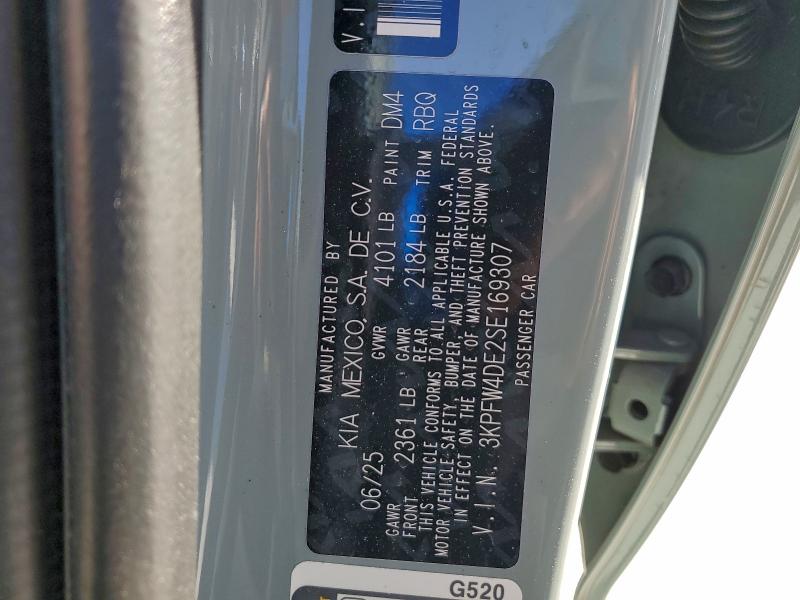 V.I
MANUFACTURED BY
KIA MEXICO, S.A. DE C.V.
06/25 GVWR 4101 LB PAINT DM4
GAWR FRONT 2361 LB GAWR REAR 2184 LB TRIM RBQ
THIS VEHICLE CONFORMS TO ALL APPLICABLE U.S.A. FEDERAL
MOTOR VEHICLE SAFETY, BUMPER, AND THEFT PREVENTION STANDARDS
IN EFFECT ON THE DATE OF MANUFACTURE SHOWN ABOVE.
V.I.N. 3KPFW4DE2SE169307
PASSENGER CAR
G520